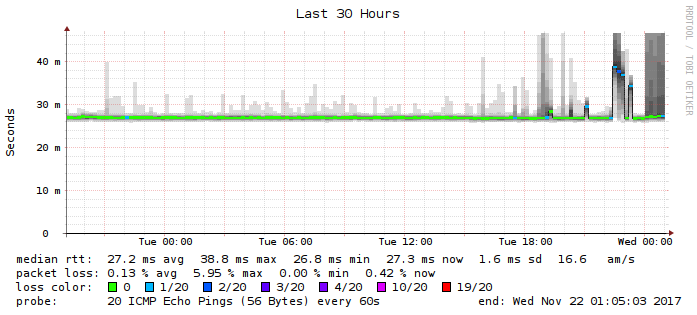 Last 30 Hours
RRDTOOL / TOBI OETIKER
Seconds
40 m
30 m
20 m
10 m
0
Tue 00:00 Tue 06:00 Tue 12:00 Tue 18:00 Wed 00:00
median rtt: 27.2 ms avg 38.8 ms max 26.8 ms min 27.3 ms now 1.6 ms sd 16.6 am/s
packet loss: 0.13 % avg 5.95 % max 0.00 % min 0.42 % now
loss color: 0 1/20 2/20 3/20 4/20 10/20 19/20
probe: 20 ICMP Echo Pings (56 Bytes) every 60s end: Wed Nov 22 01:05:03 2017